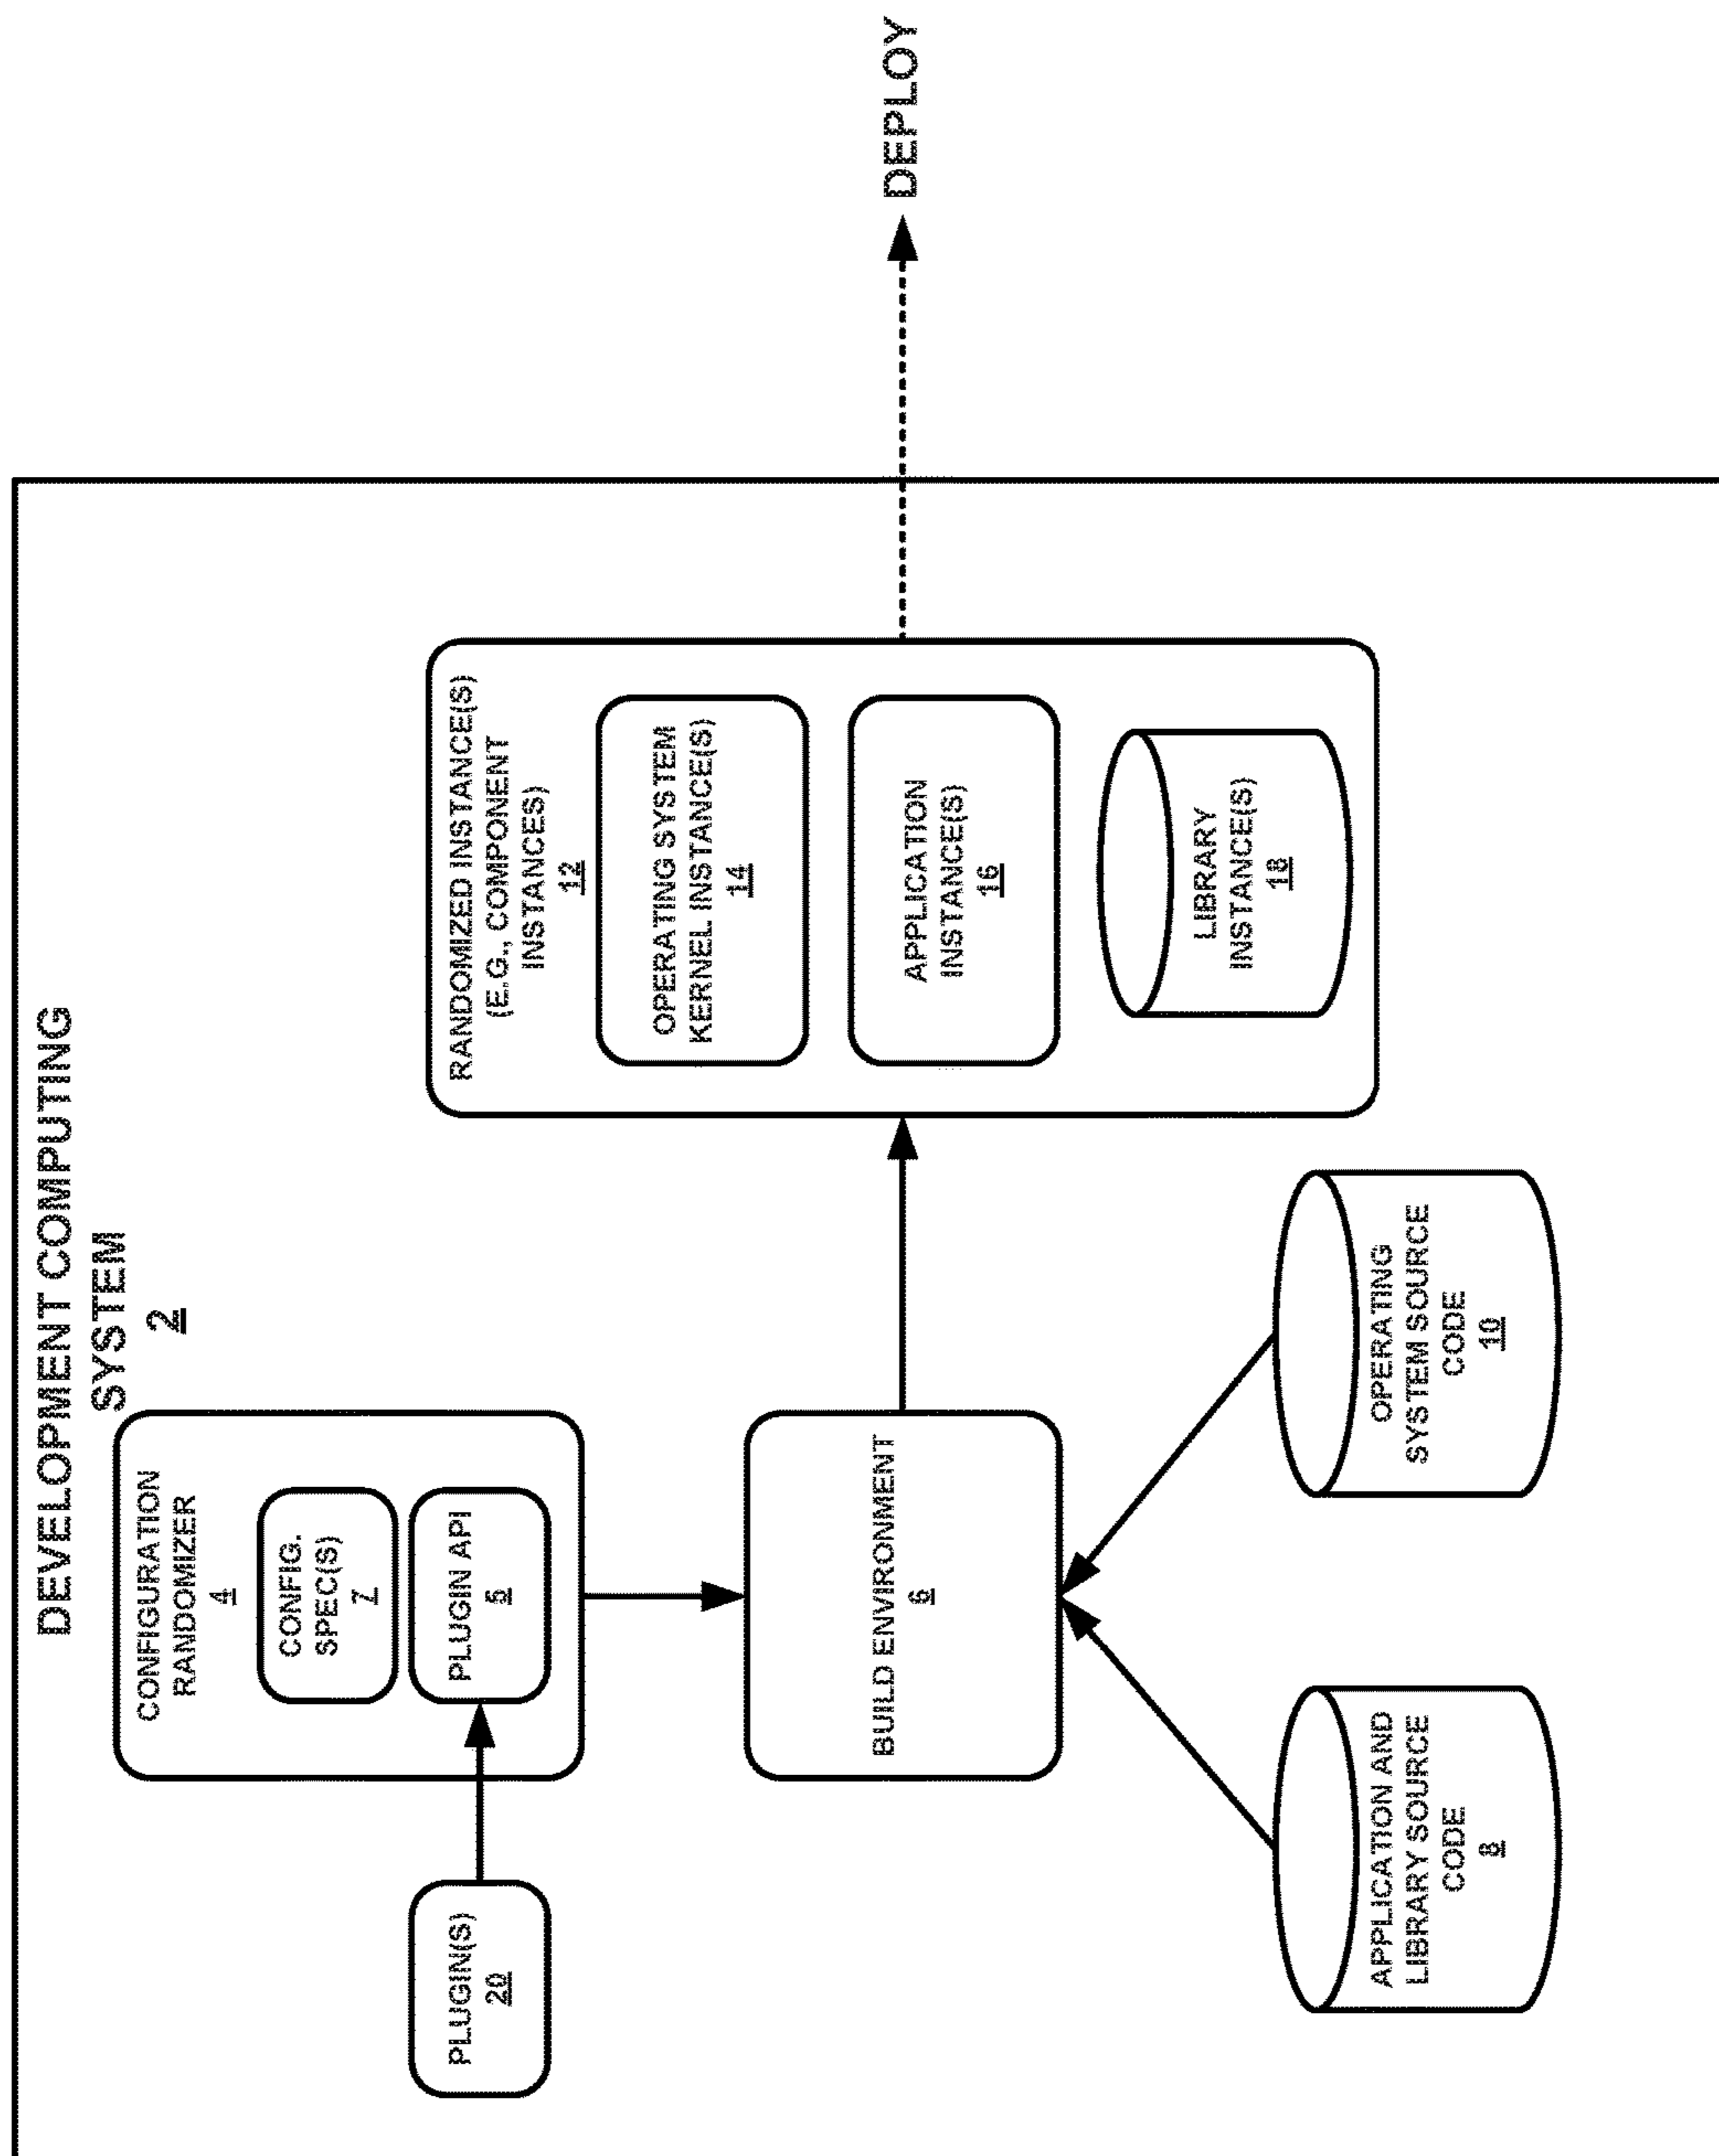 DEVELOPMENT COMPUTING
SYSTEM
2
CONFIGURATION
RANDOMIZER
4
CONFIG.
SPEC(S)
7
PLUGIN API
5
PLUGIN(S)
20
BUILD ENVIRONMENT
6
APPLICATION AND
LIBRARY SOURCE
CODE
8
OPERATING
SYSTEM SOURCE
CODE
10
RANDOMIZED INSTANCE(S)
(E.G., COMPONENT
INSTANCES)
12
OPERATING SYSTEM
KERNEL INSTANCE(S)
14
APPLICATION
INSTANCE(S)
16
LIBRARY
INSTANCE(S)
18
DEPLOY